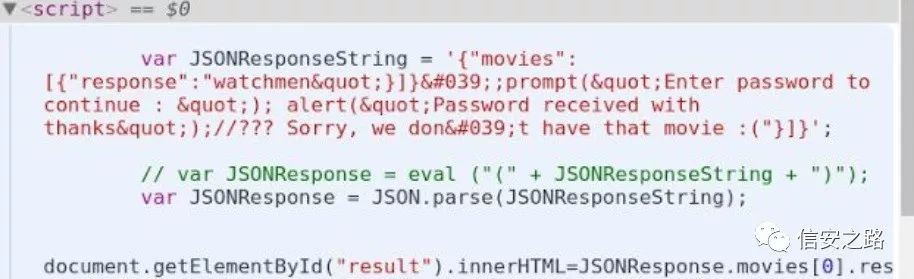 ▼<script> == $0
var JSONResponseString = '{"movies":
[{"response":"watchmen&quot;}]}&#039;;prompt(&quot;Enter password to
continue : &quot;); alert(&quot;Password received with
thanks&quot;);//??? Sorry, we don&#039;t have that movie :("}]}';
// var JSONResponse = eval ("(" + JSONResponseString + ")");
var JSONResponse = JSON.parse(JSONResponseString);
信安之路
document.getElementById("result").innerHTML=JSONResponse.movies[0].res